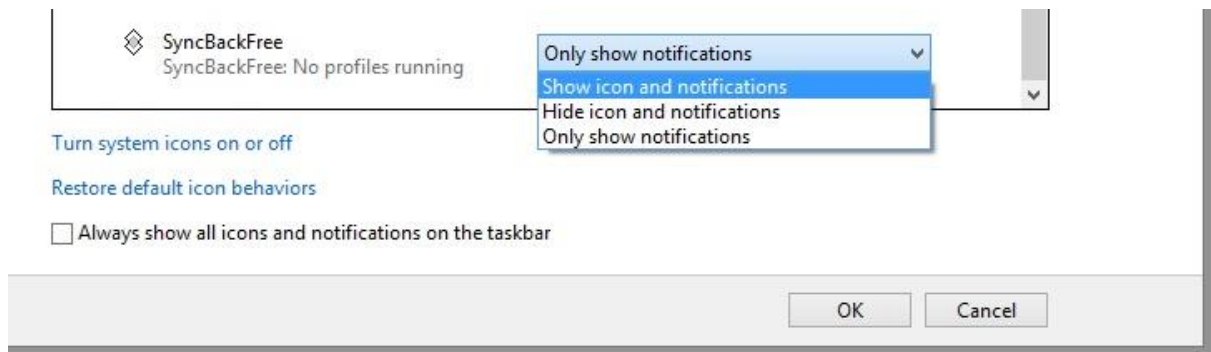 SyncBackFree
SyncBackFree: No profiles running
Only show notifications
Show icon and notifications
Hide icon and notifications
Only show notifications
Turn system icons on or off
Restore default icon behaviors
Always show all icons and notifications on the taskbar
OK
Cancel